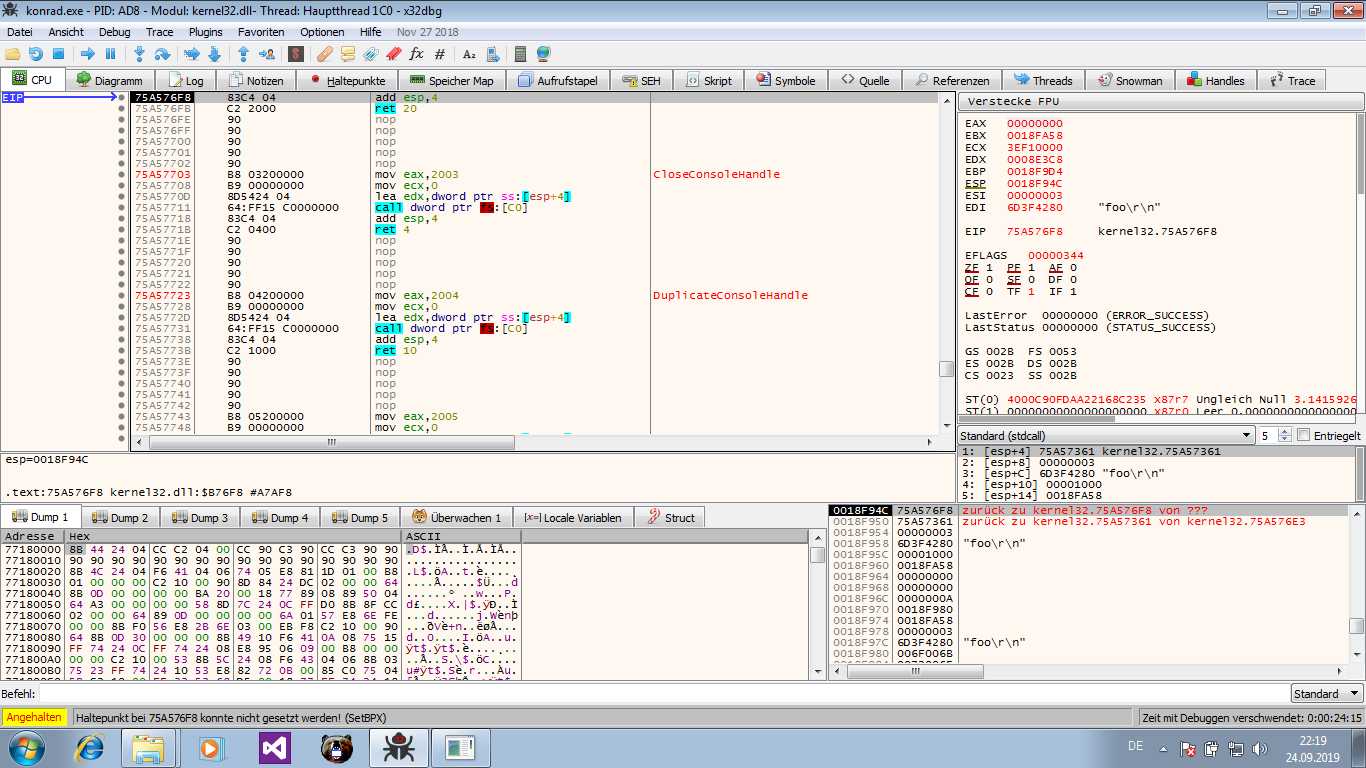 konrad.exe - PID: AD8 - Modul: kernel32.dll- Thread: Hauptthread 1C0 - x32dbg
Datei Ansicht Debug Trace Plugins Favoriten Optionen Hilfe Nov 27 2018
CPU Diagramm Log Notizen Haltepunkte Speicher Map Aufrufstapel SEH Skript Symbole Quelle Referenzen Threads Snowman Handles Trace
EIP
75A576F8 83C4 04 add esp,4
75A576FB C2 2000 ret 20
75A576FE 90 nop
75A576FF 90 nop
75A57700 90 nop
75A57701 90 nop
75A57702 90 nop
75A57703 B8 03200000 mov eax,2003 CloseConsoleHandle
75A57708 B9 00000000 mov ecx,0
75A5770D 8D5424 04 lea edx,dword ptr ss:[esp+4]
75A57711 64:FF15 C0000000 call dword ptr fs:[C0]
75A57718 83C4 04 add esp,4
75A5771B C2 0400 ret 4
75A5771E 90 nop
75A5771F 90 nop
75A57720 90 nop
75A57721 90 nop
75A57722 90 nop
75A57723 B8 04200000 mov eax,2004 DuplicateConsoleHandle
75A57728 B9 00000000 mov ecx,0
75A5772D 8D5424 04 lea edx,dword ptr ss:[esp+4]
75A57731 64:FF15 C0000000 call dword ptr fs:[C0]
75A57738 83C4 04 add esp,4
75A5773B C2 1000 ret 10
75A5773E 90 nop
75A5773F 90 nop
75A57740 90 nop
75A57741 90 nop
75A57742 90 nop
75A57743 B8 05200000 mov eax,2005
75A57748 B9 00000000 mov ecx,0
Verstecke FPU
EAX 00000000
EBX 0018FA58
ECX 3EF10000
EDX 0008E3C8
EBP 0018F9D4
ESP 0018F94C
ESI 00000003
EDI 6D3F4280 "foo\r\n"
EIP 75A576F8 kernel32.75A576F8
EFLAGS 00000344
ZF 1 PF 1 AF 0
OF 0 SF 0 DF 0
CF 0 TF 1 IF 1
LastError 00000000 (ERROR_SUCCESS)
LastStatus 00000000 (STATUS_SUCCESS)
GS 002B FS 0053
ES 002B DS 002B
CS 0023 SS 002B
ST(0) 4000C90FDAA22168C235 x87r7 Ungleich Null 3.1415926
ST(1) 00000000000000000000 x87r0 Leer 0.0000000000000000
Standard (stdcall) 5 Entriegelt
1: [esp+4] 75A57361 kernel32.75A57361
2: [esp+8] 00000003
3: [esp+C] 6D3F4280 "foo\r\n"
4: [esp+10] 00001000
5: [esp+14] 0018FA58
esp=0018F94C
.text:75A576F8 kernel32.dll:$B76F8 #A7AF8
Dump 1 Dump 2 Dump 3 Dump 4 Dump 5 Überwachen 1 Locale Variablen Struct
Adresse Hex ASCII
77180000 8B 44 24 04 CC C2 04 00 CC 90 C3 90 CC C3 90 90
77180010 90 90 90 90 90 90 90 90 90 90 90 90 90 90 90 90
77180020 8B 4C 24 04 F6 41 04 06 74 05 E8 81 1D 01 00 B8
77180030 01 00 00 00 C2 10 00 90 8D 84 24 DC 02 00 00 64
77180040 8B 0D 00 00 00 00 BA 20 00 18 77 89 08 89 50 04
77180050 64 A3 00 00 00 00 58 8D 7C 24 0C FF D0 8B 8F CC
77180060 02 00 00 64 89 0D 00 00 00 00 6A 01 57 E8 6E FE
77180070 00 00 8B F0 56 E8 2B 6E 03 00 EB F8 C2 10 00 90
77180080 64 8B 0D 30 00 00 00 8B 49 10 F6 41 0A 08 75 15
77180090 FF 74 24 0C FF 74 24 08 E8 95 06 09 00 B8 00 00
771800A0 00 00 C2 10 00 53 8B 5C 24 08 F6 43 04 06 8B 03
771800B0 75 23 FF 74 24 10 53 E8 82 72 0B 00 85 C0 75 04
0018F94C 75A576F8 zurück zu kernel32.75A576F8 von ???
0018F950 75A57361 zurück zu kernel32.75A57361 von kernel32.75A576E3
0018F954 00000003
0018F958 6D3F4280 "foo\r\n"
0018F95C 00001000
0018F960 0018FA58
0018F964 00000000
0018F968 00000000
0018F96C 0000000A
0018F970 0018F980
0018F974 0018FA58
0018F978 00000003
0018F97C 6D3F4280 "foo\r\n"
0018F980 006F006B
Befehl: Standard
Angehalten Haltepunkt bei 75A576F8 konnte nicht gesetzt werden! (SetBPX) Zeit mit Debuggen verschwendet: 0:00:24:15
DE 22:19
24.09.2019